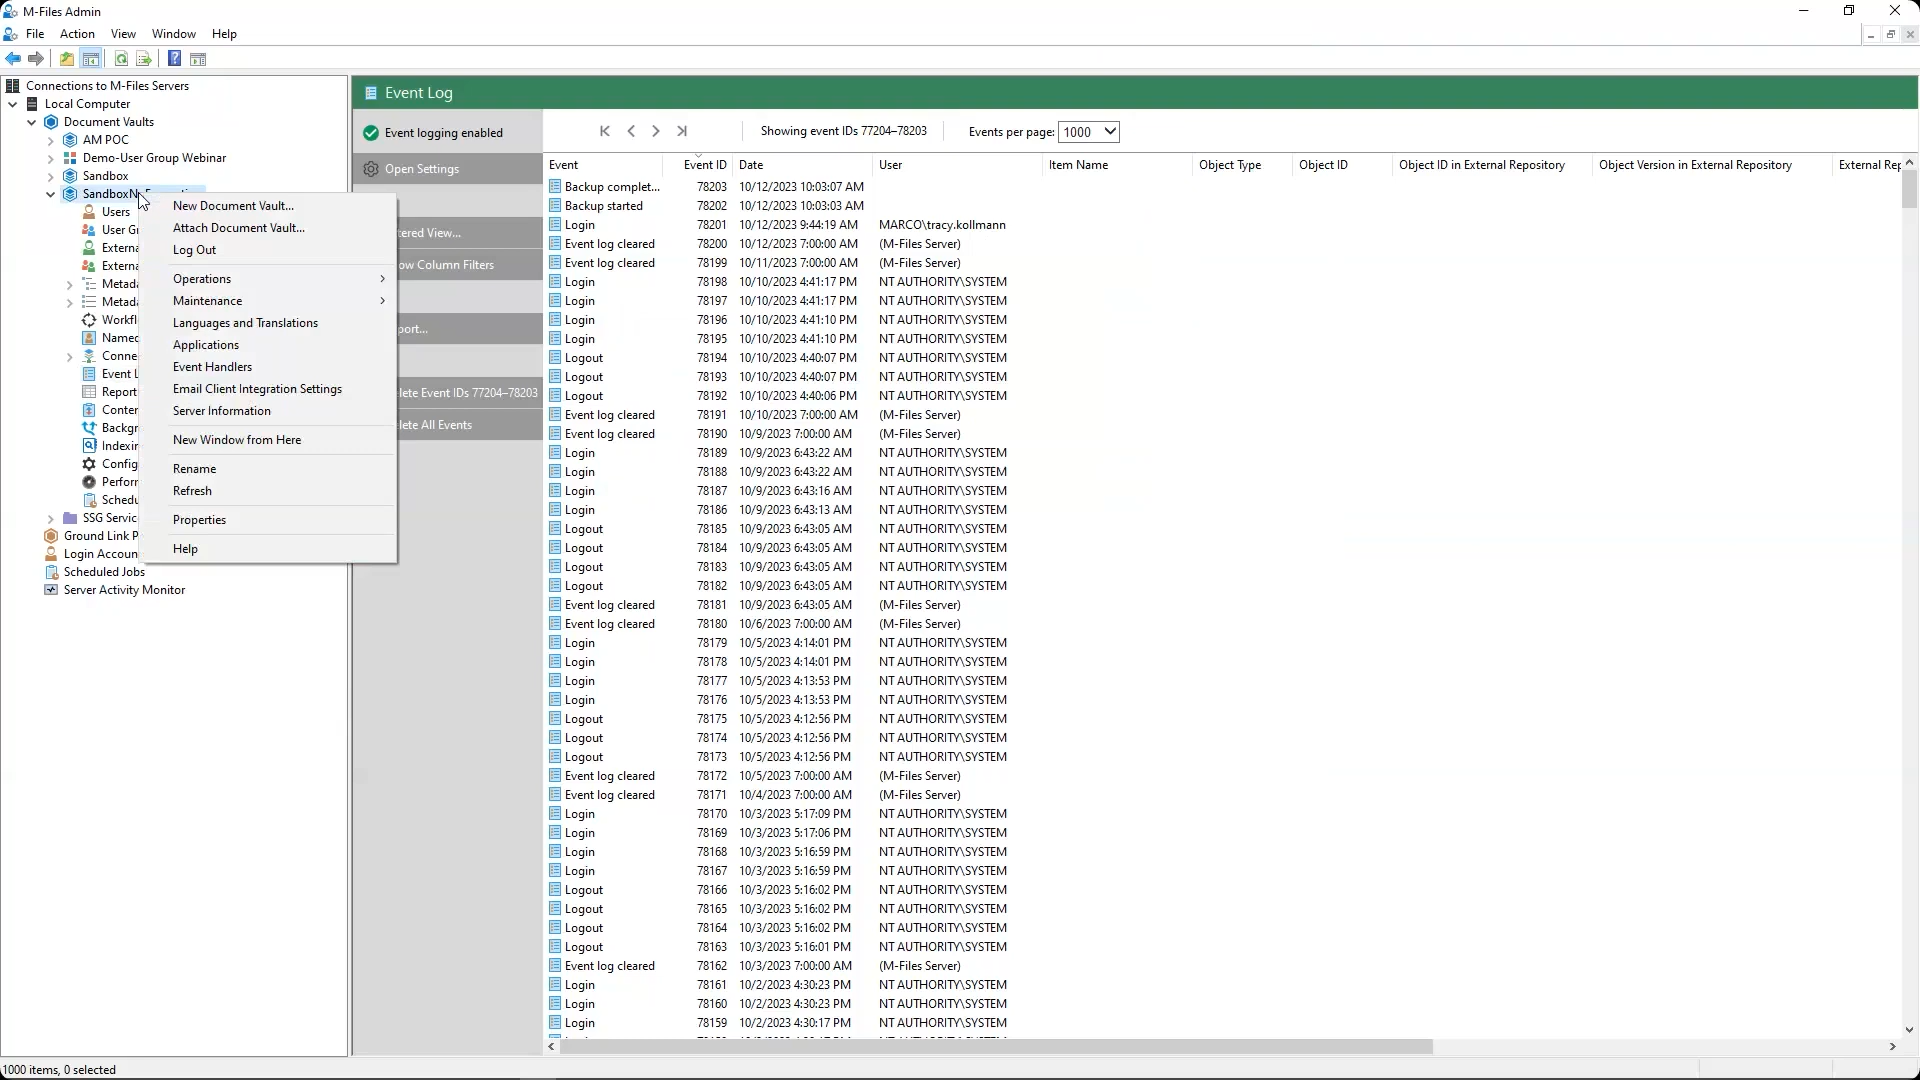 M-Files Admin
File Action View Window Help
Connections to M-Files Servers
Local Computer
Document Vaults
AM POC
Demo-User Group Webinar
Sandbox
Users
User Gr
Externa
Externa
Metada
Metada
Workfl
Named
Conne
Event L
Report
Conten
Backgr
Indexin
Config
Perform
Schedu
SSG Servic
Ground Link P
Login Accoun
Scheduled Jobs
Server Activity Monitor
New Document Vault...
Attach Document Vault...
Log Out
Operations
Maintenance
Languages and Translations
Applications
Event Handlers
Email Client Integration Settings
Server Information
New Window from Here
Rename
Refresh
Properties
Help
Event Log
Event logging enabled
Open Settings
tered View...
ow Column Filters
port...
lete Event IDs 77204–78203
lete All Events
Showing event IDs 77204–78203 Events per page: 1000
Event Event ID Date User Item Name Object Type Object ID Object ID in External Repository Object Version in External Repository External Rep
Backup complet... 78203 10/12/2023 10:03:07 AM
Backup started 78202 10/12/2023 10:03:03 AM
Login 78201 10/12/2023 9:44:19 AM MARCO\tracy.kollmann
Event log cleared 78200 10/12/2023 7:00:00 AM (M-Files Server)
Event log cleared 78199 10/11/2023 7:00:00 AM (M-Files Server)
Login 78198 10/10/2023 4:41:17 PM NT AUTHORITY\SYSTEM
Login 78197 10/10/2023 4:41:17 PM NT AUTHORITY\SYSTEM
Login 78196 10/10/2023 4:41:10 PM NT AUTHORITY\SYSTEM
Login 78195 10/10/2023 4:41:10 PM NT AUTHORITY\SYSTEM
Logout 78194 10/10/2023 4:40:07 PM NT AUTHORITY\SYSTEM
Logout 78193 10/10/2023 4:40:07 PM NT AUTHORITY\SYSTEM
Logout 78192 10/10/2023 4:40:06 PM NT AUTHORITY\SYSTEM
Event log cleared 78191 10/10/2023 7:00:00 AM (M-Files Server)
Event log cleared 78190 10/9/2023 7:00:00 AM (M-Files Server)
Login 78189 10/9/2023 6:43:22 AM NT AUTHORITY\SYSTEM
Login 78188 10/9/2023 6:43:22 AM NT AUTHORITY\SYSTEM
Login 78187 10/9/2023 6:43:16 AM NT AUTHORITY\SYSTEM
Login 78186 10/9/2023 6:43:13 AM NT AUTHORITY\SYSTEM
Logout 78185 10/9/2023 6:43:05 AM NT AUTHORITY\SYSTEM
Logout 78184 10/9/2023 6:43:05 AM NT AUTHORITY\SYSTEM
Logout 78183 10/9/2023 6:43:05 AM NT AUTHORITY\SYSTEM
Logout 78182 10/9/2023 6:43:05 AM NT AUTHORITY\SYSTEM
Event log cleared 78181 10/9/2023 6:43:05 AM (M-Files Server)
Event log cleared 78180 10/6/2023 7:00:00 AM (M-Files Server)
Login 78179 10/5/2023 4:14:01 PM NT AUTHORITY\SYSTEM
Login 78178 10/5/2023 4:14:01 PM NT AUTHORITY\SYSTEM
Login 78177 10/5/2023 4:13:53 PM NT AUTHORITY\SYSTEM
Login 78176 10/5/2023 4:13:53 PM NT AUTHORITY\SYSTEM
Logout 78175 10/5/2023 4:12:56 PM NT AUTHORITY\SYSTEM
Logout 78174 10/5/2023 4:12:56 PM NT AUTHORITY\SYSTEM
Logout 78173 10/5/2023 4:12:56 PM NT AUTHORITY\SYSTEM
Event log cleared 78172 10/5/2023 7:00:00 AM (M-Files Server)
Event log cleared 78171 10/4/2023 7:00:00 AM (M-Files Server)
Login 78170 10/3/2023 5:17:09 PM NT AUTHORITY\SYSTEM
Login 78169 10/3/2023 5:17:06 PM NT AUTHORITY\SYSTEM
Login 78168 10/3/2023 5:16:59 PM NT AUTHORITY\SYSTEM
Login 78167 10/3/2023 5:16:59 PM NT AUTHORITY\SYSTEM
Logout 78166 10/3/2023 5:16:02 PM NT AUTHORITY\SYSTEM
Logout 78165 10/3/2023 5:16:02 PM NT AUTHORITY\SYSTEM
Logout 78164 10/3/2023 5:16:02 PM NT AUTHORITY\SYSTEM
Logout 78163 10/3/2023 5:16:01 PM NT AUTHORITY\SYSTEM
Event log cleared 78162 10/3/2023 7:00:00 AM (M-Files Server)
Login 78161 10/2/2023 4:30:23 PM NT AUTHORITY\SYSTEM
Login 78160 10/2/2023 4:30:23 PM NT AUTHORITY\SYSTEM
Login 78159 10/2/2023 4:30:17 PM NT AUTHORITY\SYSTEM
1000 items, 0 selected